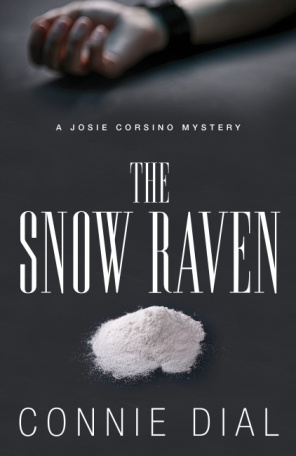 A JOSIE CORSINO MYSTERY
THE
SNOW RAVEN
CONNIE DIAL